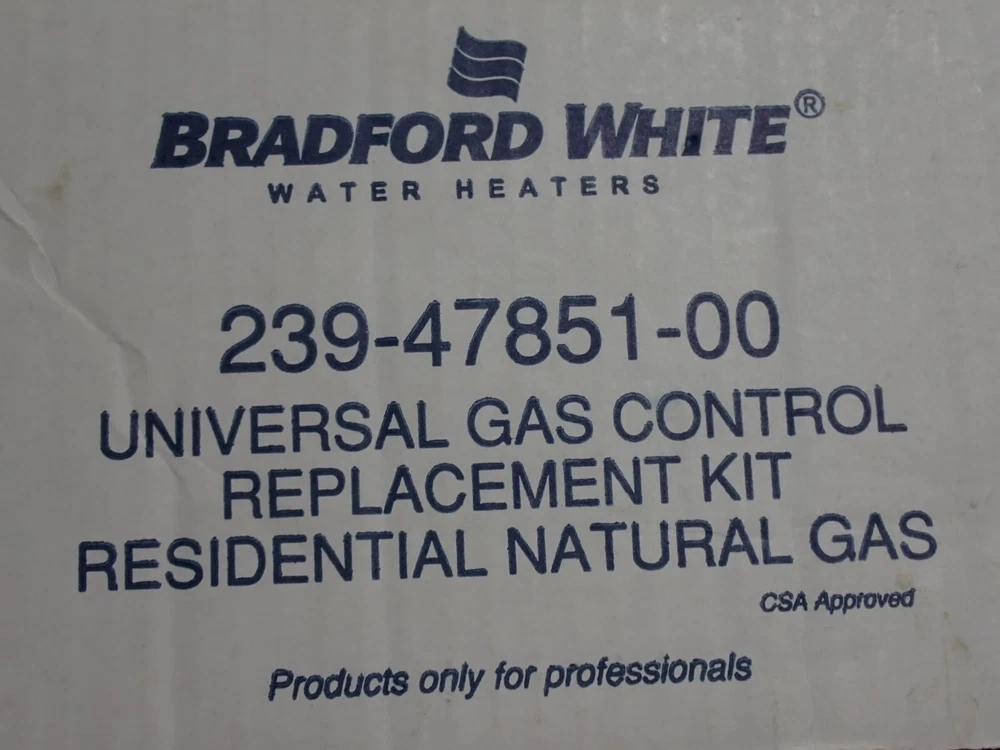 BRADFORD WHITE®
WATER HEATERS
239-47851-00
UNIVERSAL GAS CONTROL
REPLACEMENT KIT
RESIDENTIAL NATURAL GAS
CSA Approved
Products only for professionals